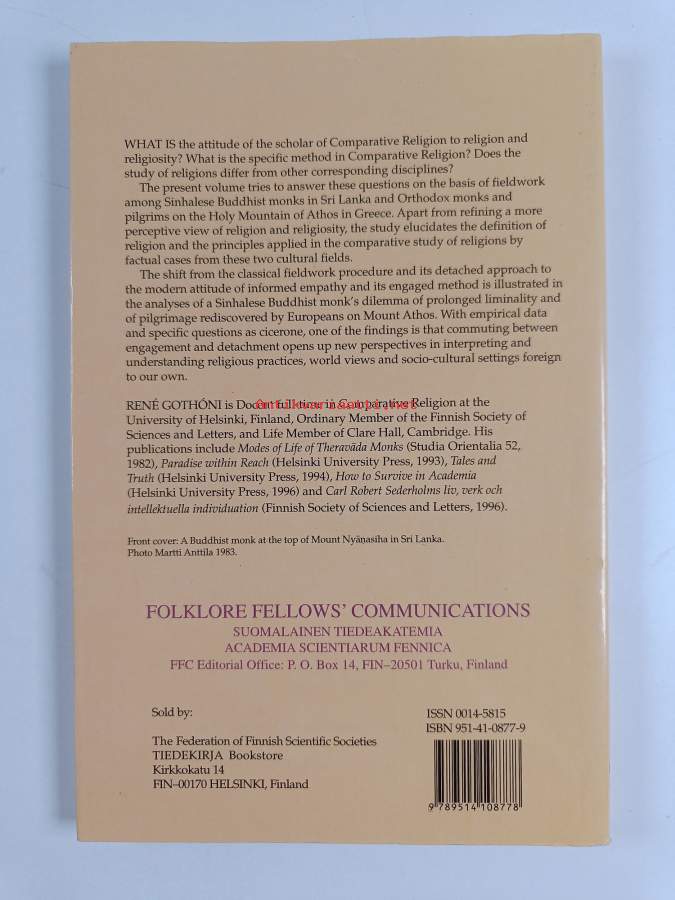 WHAT IS the attitude of the scholar of Comparative Religion to religion and
religiosity? What is the specific method in Comparative Religion? Does the
study of religions differ from other corresponding disciplines?
The present volume tries to answer these questions on the basis of fieldwork
among Sinhalese Buddhist monks in Sri Lanka and Orthodox monks and
pilgrims on the Holy Mountain of Athos in Greece. Apart from refining a more
perceptive view of religion and religiosity, the study elucidates the definition of
religion and the principles applied in the comparative study of religions by
factual cases from these two cultural fields.
The shift from the classical fieldwork procedure and its detached approach to
the modern attitude of informed empathy and its engaged method is illustrated in
the analyses of a Sinhalese Buddhist monk's dilemma of prolonged liminality and
of pilgrimage rediscovered by Europeans on Mount Athos. With empirical data
and specific questions as cicerone, one of the findings is that commuting between
engagement and detachment opens up new perspectives in interpreting and
understanding religious practices, world views and socio-cultural settings foreign
to our own.
RENÉ GOTHÓNI is Docent full-time in Comparative Religion at the
Antikvariaatti.net
University of Helsinki, Finland, Ordinary Member of the Finnish Society of
Sciences and Letters, and Life Member of Clare Hall, Cambridge. His
publications include Modes of Life of Theravāda Monks (Studia Orientalia 52,
1982), Paradise within Reach (Helsinki University Press, 1993), Tales and
Truth (Helsinki University Press, 1994), How to Survive in Academia
(Helsinki University Press, 1996) and Carl Robert Sederholms liv, verk och
intellektuella individuation (Finnish Society of Sciences and Letters, 1996).
Front cover: A Buddhist monk at the top of Mount Nyāṇasīha in Sri Lanka.
Photo Martti Anttila 1983.
FOLKLORE FELLOWS' COMMUNICATIONS
SUOMALAINEN TIEDEAKATEMIA
ACADEMIA SCIENTIARUM FENNICA
FFC Editorial Office: P. O. Box 14, FIN–20501 Turku, Finland
Sold by:
The Federation of Finnish Scientific Societies
TIEDEKIRJA Bookstore
Kirkkokatu 14
FIN–00170 HELSINKI, Finland
ISSN 0014-5815
ISBN 951-41-0877-9
9 789514 108778